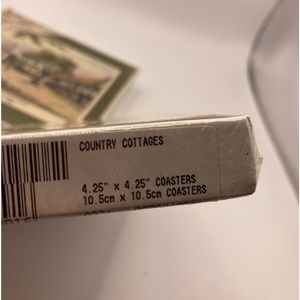 COUNTRY COTTAGES
4.25" x 4.25" COASTERS
10.5cm x 10.5cm COASTERS